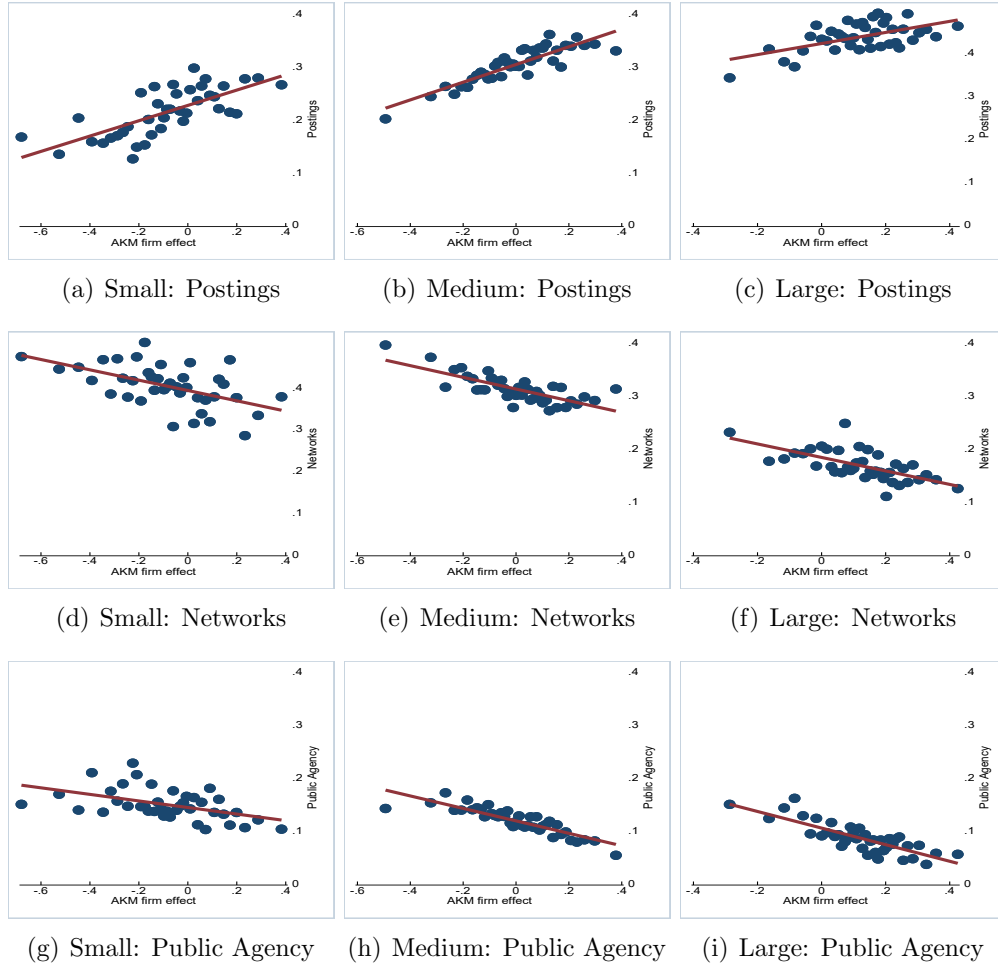 .4
.3
.2
.1
0
Postings
-.6 -.4 -.2 0 .2 .4
AKM firm effect
(a) Small: Postings
.4
.3
.2
.1
0
Postings
-.4 -.2 0 .2 .4
AKM firm effect
(b) Medium: Postings
.4
.3
.2
.1
0
Postings
-.4 -.2 0 .2 .4
AKM firm effect
(c) Large: Postings
.4
.3
.2
.1
0
Networks
-.6 -.4 -.2 0 .2 .4
AKM firm effect
(d) Small: Networks
.4
.3
.2
.1
0
Networks
-.4 -.2 0 .2 .4
AKM firm effect
(e) Medium: Networks
.4
.3
.2
.1
0
Networks
-.4 -.2 0 .2 .4
AKM firm effect
(f) Large: Networks
.4
.3
.2
.1
0
Public Agency
-.6 -.4 -.2 0 .2 .4
AKM firm effect
(g) Small: Public Agency
.4
.3
.2
.1
0
Public Agency
-.4 -.2 0 .2 .4
AKM firm effect
(h) Medium: Public Agency
.4
.3
.2
.1
0
Public Agency
-.4 -.2 0 .2 .4
AKM firm effect
(i) Large: Public Agency